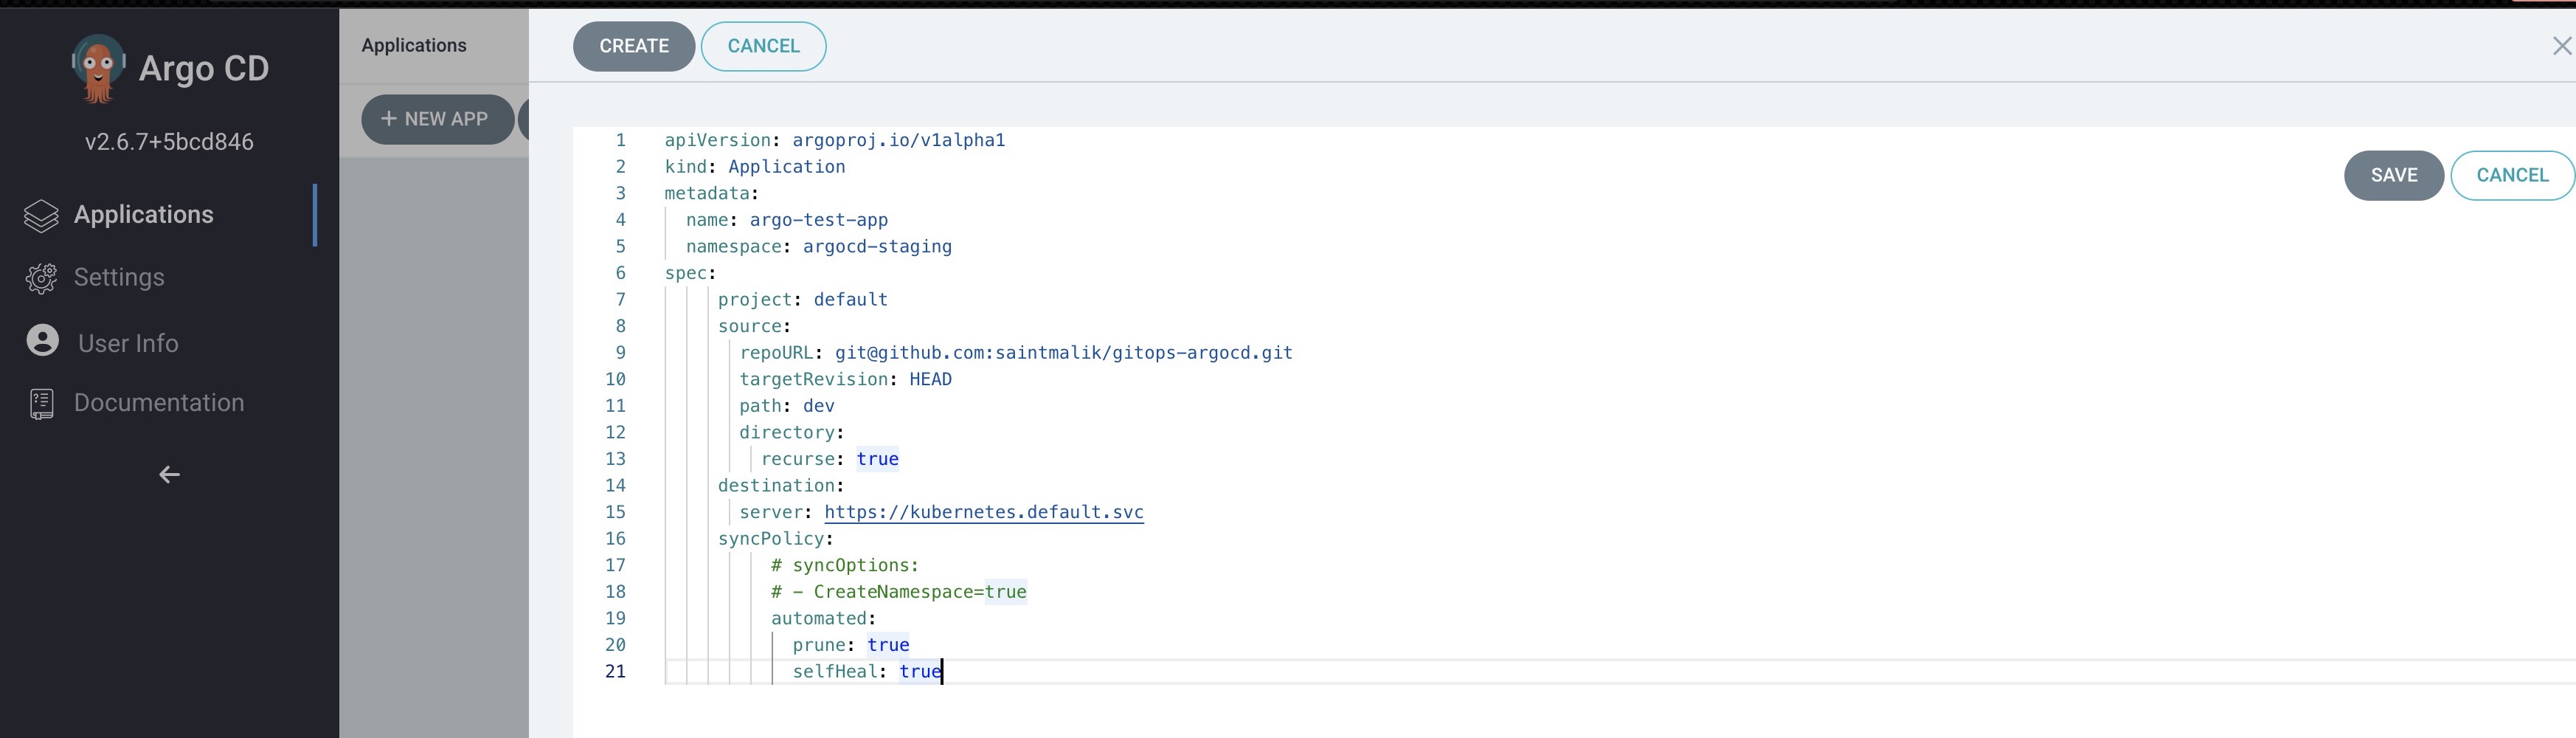 Argo CD
v2.6.7+5bcd846
Applications
Settings
User Info
Documentation
Applications
+ NEW APP
CREATE CANCEL
SAVE CANCEL
1 apiVersion: argoproj.io/v1alpha1
2 kind: Application
3 metadata:
4   name: argo-test-app
5   namespace: argocd-staging
6 spec:
7      project: default
8      source:
9        repoURL: git@github.com:saintmalik/gitops-argocd.git
10        targetRevision: HEAD
11        path: dev
12        directory:
13          recurse: true
14      destination:
15        server: https://kubernetes.default.svc
16      syncPolicy:
17           # syncOptions:
18           # - CreateNamespace=true
19           automated:
20             prune: true
21             selfHeal: true